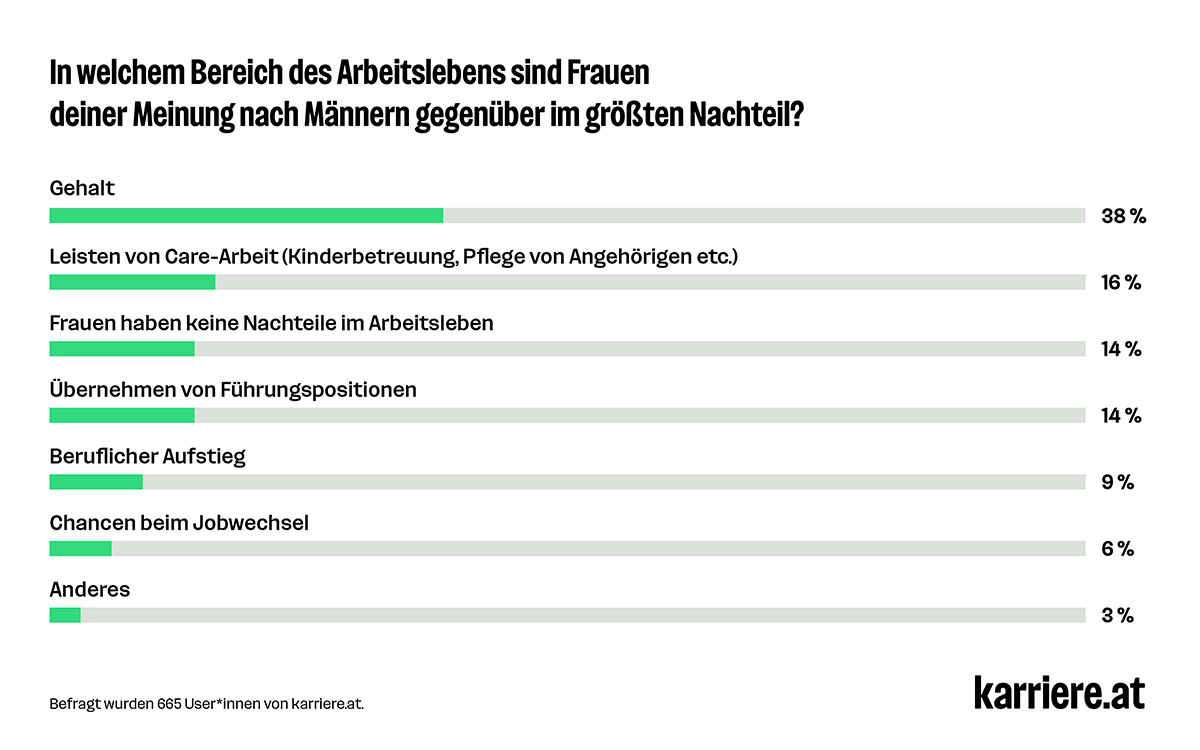 In welchem Bereich des Arbeitslebens sind Frauen
deiner Meinung nach Männern gegenüber im größten Nachteil?
Gehalt
38 %
Leisten von Care-Arbeit (Kinderbetreuung, Pflege von Angehörigen etc.)
16 %
Frauen haben keine Nachteile im Arbeitsleben
14 %
Übernehmen von Führungspositionen
14 %
Beruflicher Aufstieg
9 %
Chancen beim Jobwechsel
6 %
Anderes
3 %
Befragt wurden 665 User*innen von karriere.at.
karriere.at